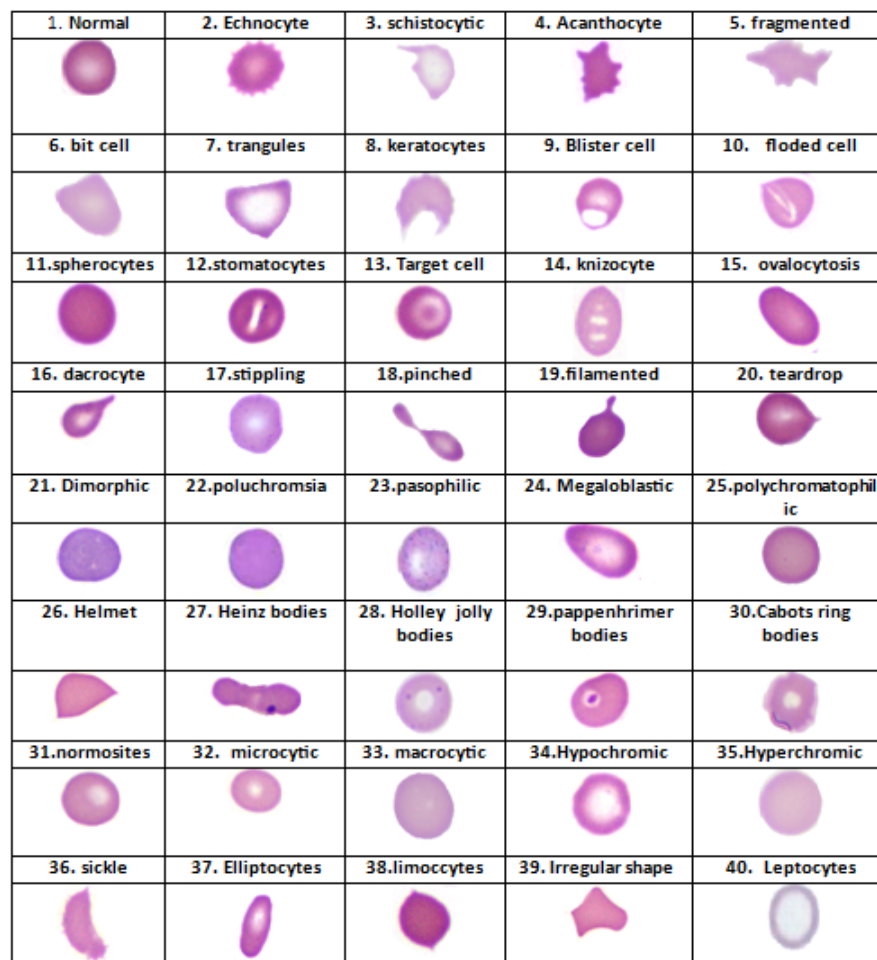 1. Normal
2. Echnocyte
3. schistocytic
4. Acanthocyte
5. fragmented
6. bit cell
7. trangules
8. keratocytes
9. Blister cell
10. floded cell
11.spherocytes
12.stomatocytes
13. Target cell
14. knizocyte
15. ovalocytosis
16. dacrocyte
17.stippling
18.pinched
19.filamented
20. teardrop
21. Dimorphic
22.poluchromsia
23.pasophilic
24. Megaloblastic
25.polychromatophil
ic
26. Helmet
27. Heinz bodies
28. Holley jolly
bodies
29.pappenhrimer
bodies
30.Cabots ring
bodies
31.normosites
32. microcytic
33. macrocytic
34.Hypochromic
35.Hyperchromic
36. sickle
37. Elliptocytes
38.limoccytes
39. Irregular shape
40. Leptocytes